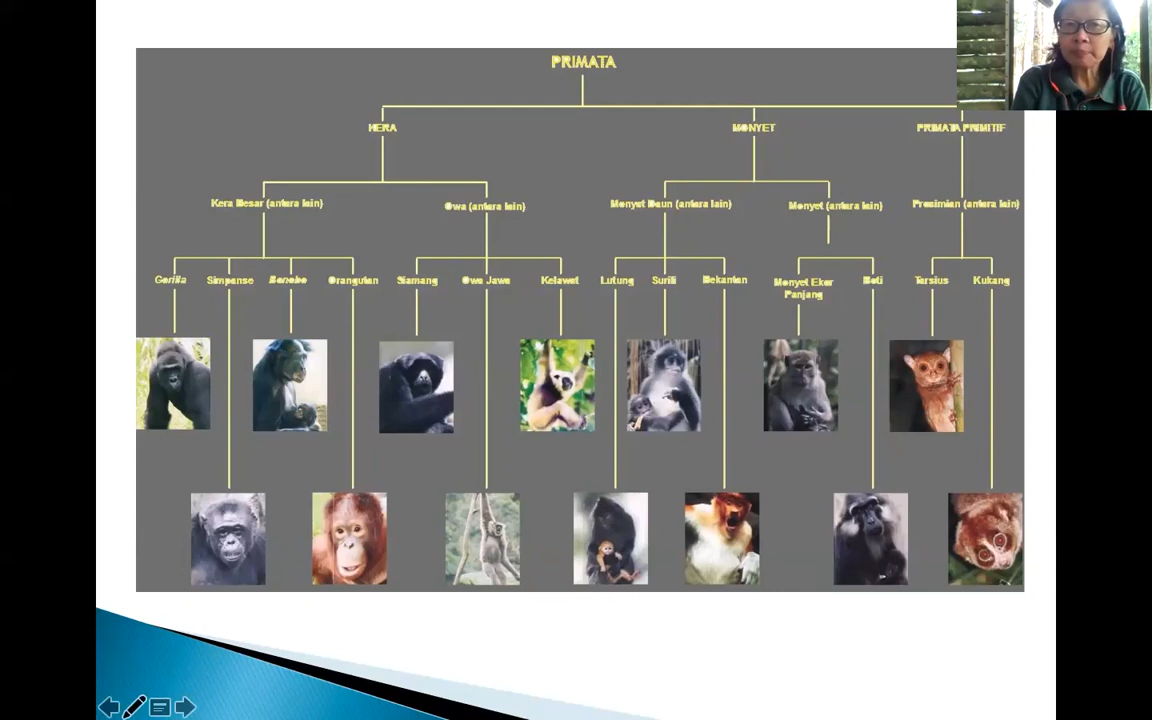 PRIMATA
KERA
MONYET
PRIMATA PRIMITIF
Kera Besar (antara lain)
Owa (antara lain)
Monyet Daun (antara lain)
Monyet (antara lain)
Prosimian (antara lain)
Gorilla
Simpanse
Bonobo
Orangutan
Siamang
Owa Jawa
Kelawat
Lutung
Surili
Bekantan
Monyet Ekor
Panjang
Beti
Tarsius
Kukang